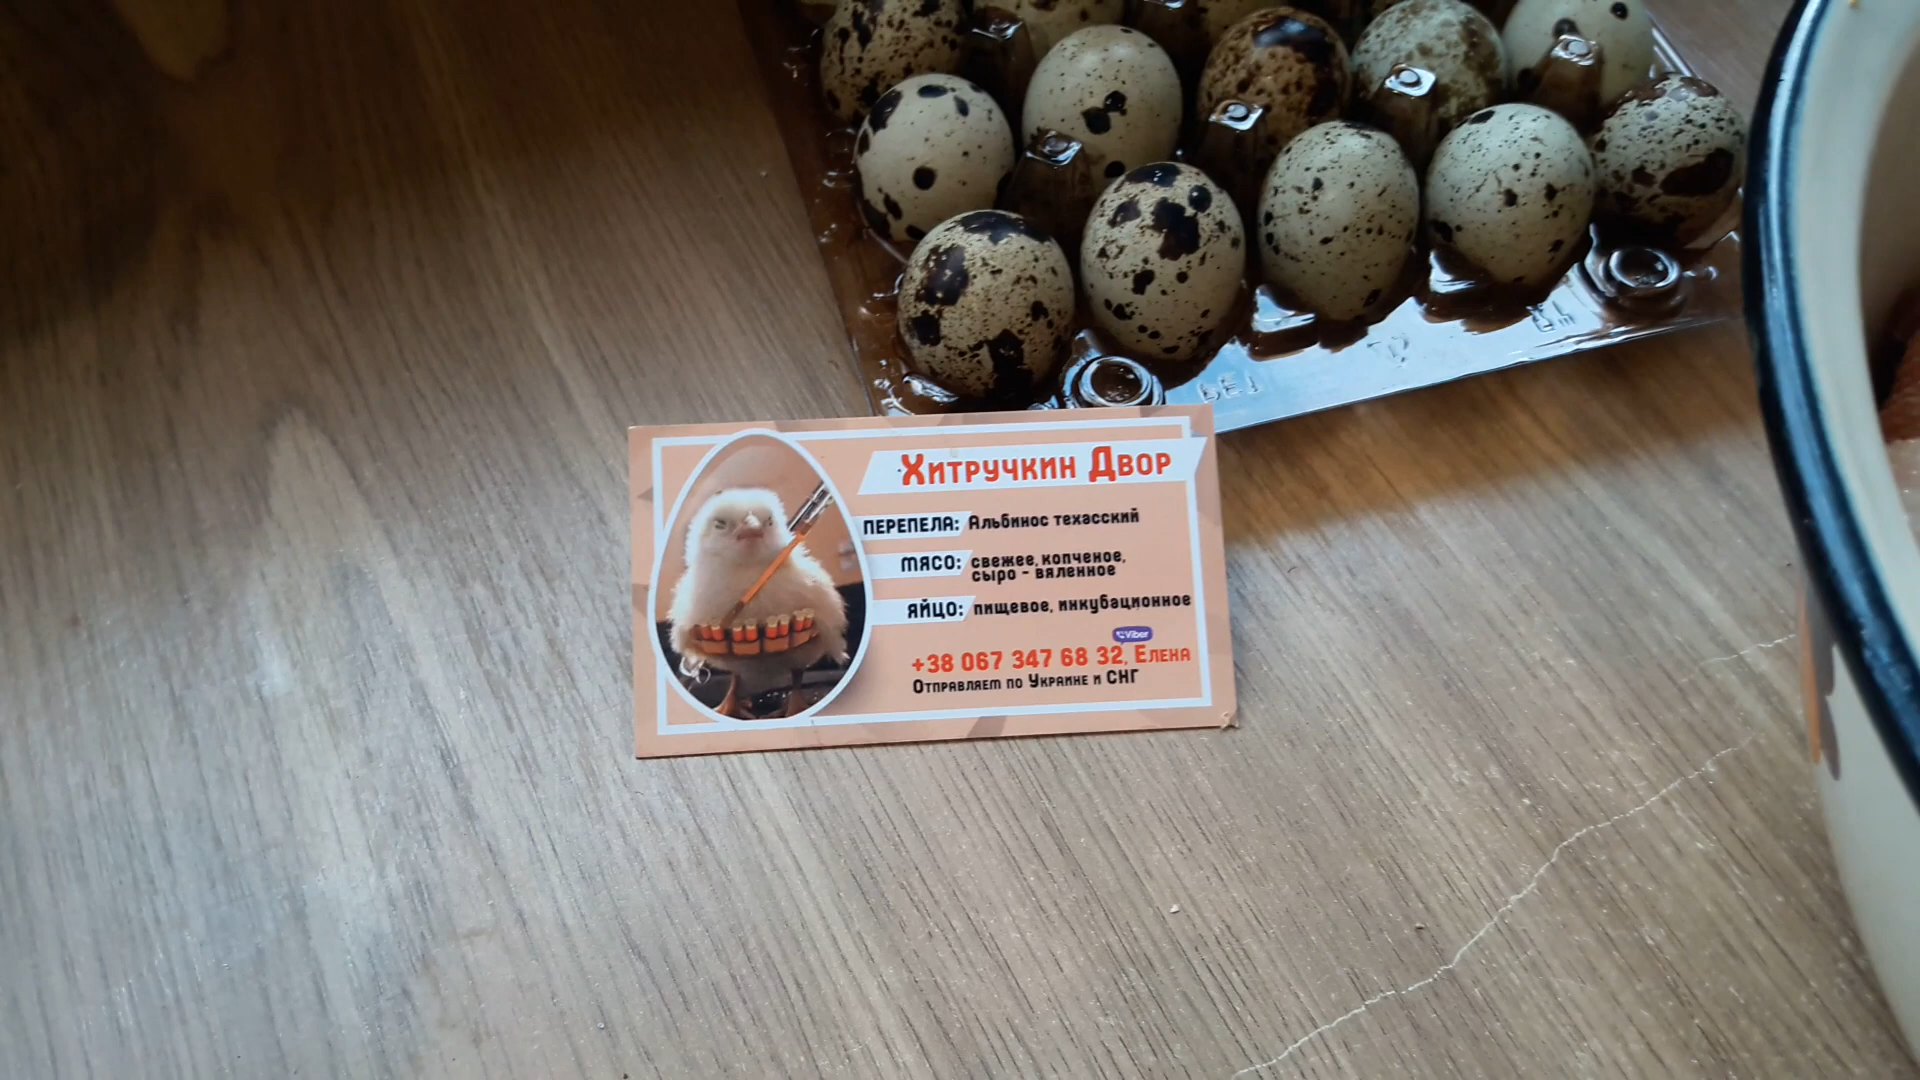 Хитручкин Двор
ПЕРЕПЕЛА: Альбинос техасский
МЯСО: свежее, копченое,
сыро - вяленное
ЯЙЦО: пищевое, инкубационное
Viber
+38 067 347 68 32, Елена
Отправляем по Украине и СНГ